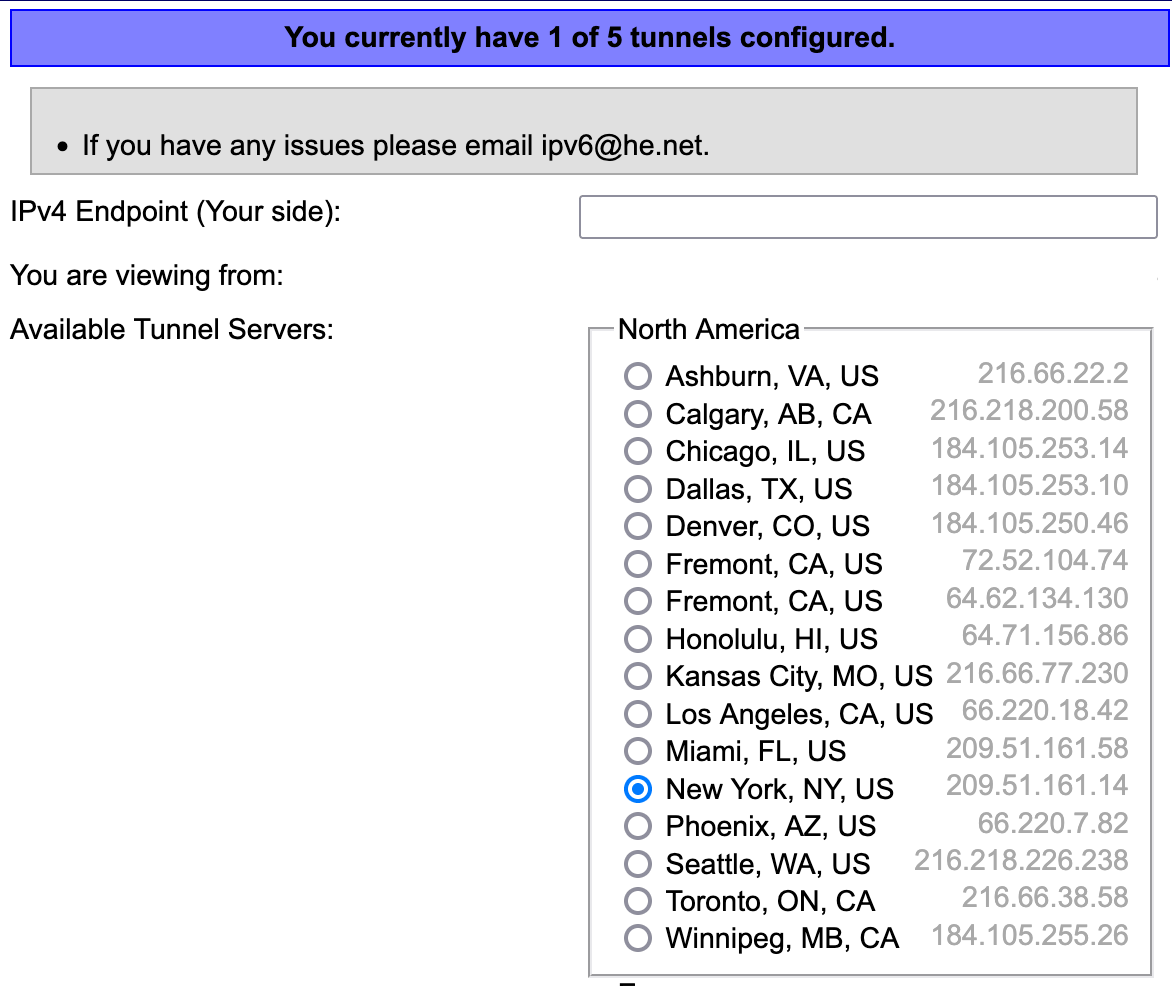 You currently have 1 of 5 tunnels configured.
• If you have any issues please email ipv6@he.net.
IPv4 Endpoint (Your side):
You are viewing from:
Available Tunnel Servers:
North America
Ashburn, VA, US 216.66.22.2
Calgary, AB, CA 216.218.200.58
Chicago, IL, US 184.105.253.14
Dallas, TX, US 184.105.253.10
Denver, CO, US 184.105.250.46
Fremont, CA, US 72.52.104.74
Fremont, CA, US 64.62.134.130
Honolulu, HI, US 64.71.156.86
Kansas City, MO, US 216.66.77.230
Los Angeles, CA, US 66.220.18.42
Miami, FL, US 209.51.161.58
New York, NY, US 209.51.161.14
Phoenix, AZ, US 66.220.7.82
Seattle, WA, US 216.218.226.238
Toronto, ON, CA 216.66.38.58
Winnipeg, MB, CA 184.105.255.26